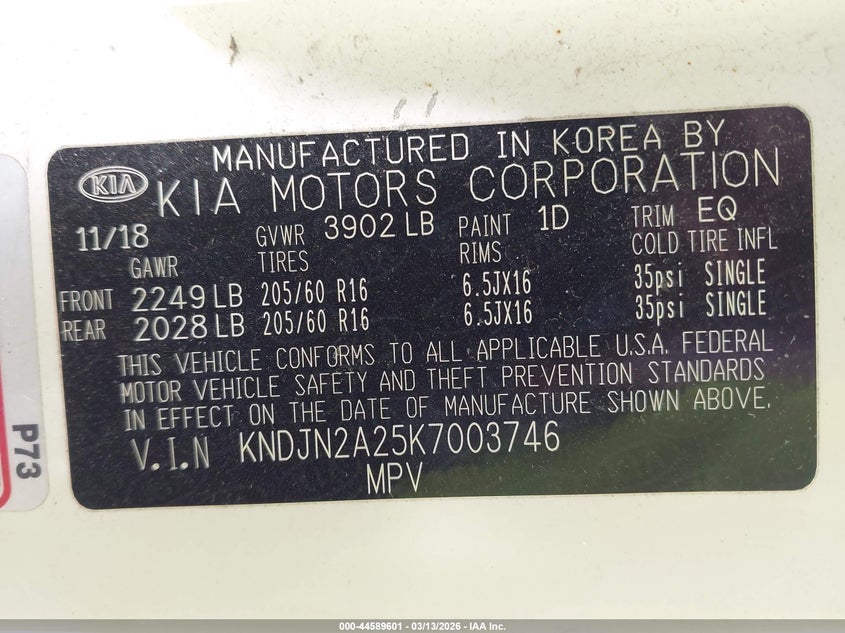 MANUFACTURED IN KOREA BY
KIA KIA MOTORS CORPORATION
11/18 GVWR 3902 LB PAINT 1D TRIM EQ
GAWR TIRES RIMS COLD TIRE INFL
FRONT 2249 LB 205/60 R16 6.5JX16 35psi SINGLE
REAR 2028 LB 205/60 R16 6.5JX16 35psi SINGLE
THIS VEHICLE CONFORMS TO ALL APPLICABLE U.S.A. FEDERAL
MOTOR VEHICLE SAFETY AND THEFT PREVENTION STANDARDS
IN EFFECT ON THE DATE OF MANUFACTURE SHOWN ABOVE.
V.I.N KNDJN2A25K7003746
MPV
P73
000-44589601 - 03/13/2026 - IAA Inc.